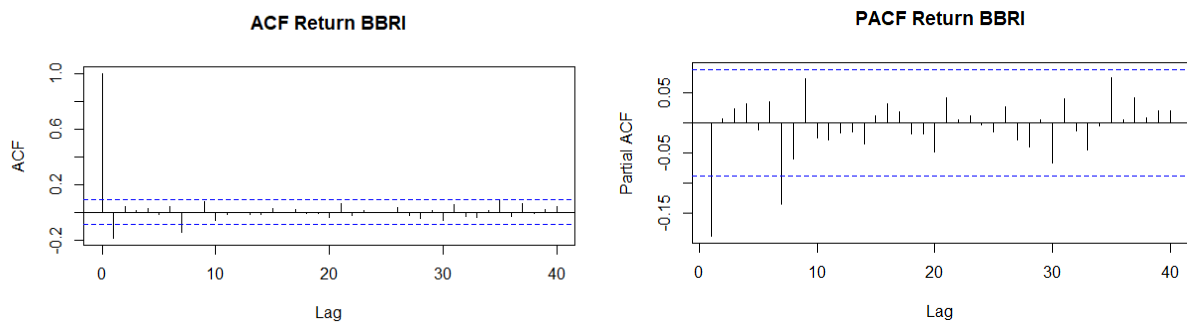 ACF Return BBRI
ACF
1.0
0.6
0.2
-0.2
0
10
20
30
40
Lag
PACF Return BBRI
Partial ACF
0.05
-0.05
-0.15
0
10
20
30
40
Lag